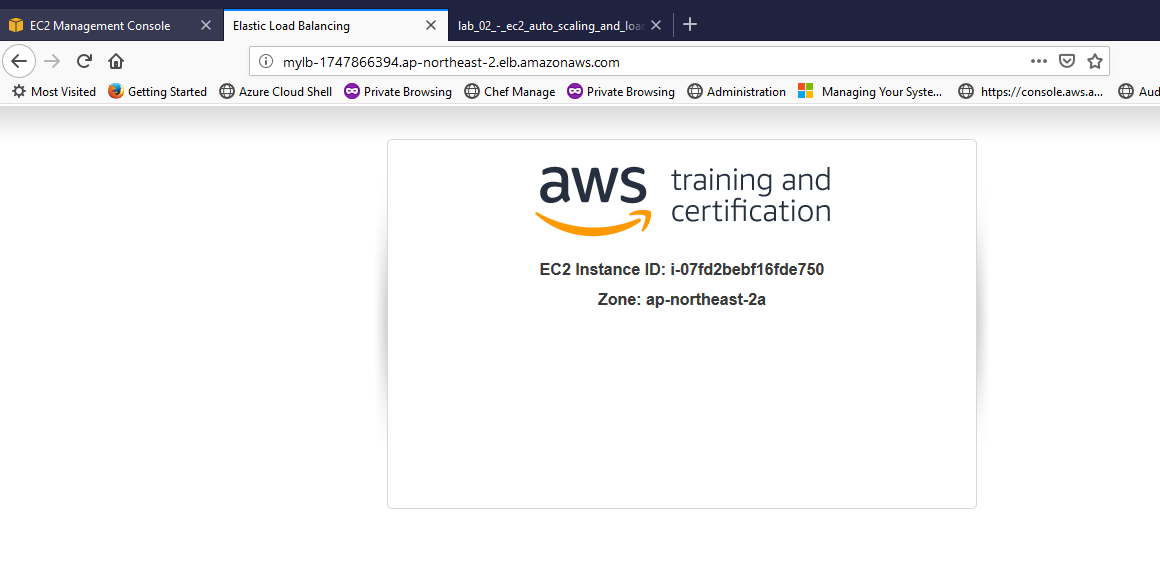 EC2 Management Console
Elastic Load Balancing
lab_02_-_ec2_auto_scaling_and_loa
mylb-1747866394.ap-northeast-2.elb.amazonaws.com
Most Visited Getting Started Azure Cloud Shell Private Browsing Chef Manage Private Browsing Administration Managing Your Syste... https://console.aws.a... Aud
aws training and
certification
EC2 Instance ID: i-07fd2bebf16fde750
Zone: ap-northeast-2a